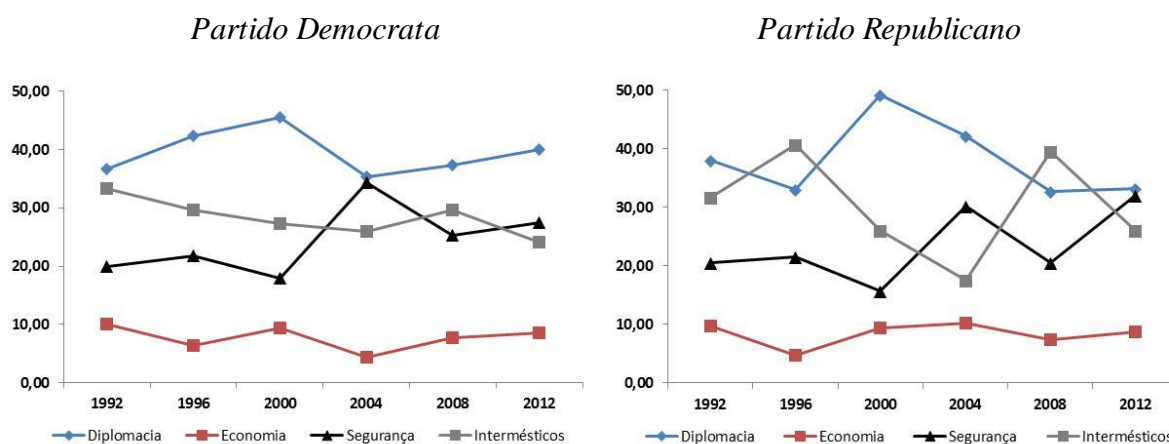 Partido Democrata
50,00
40,00
30,00
20,00
10,00
0,00
1992 1996 2000 2004 2008 2012
Diplomacia Economia Segurança Intermésticos
Partido Republicano
50,00
40,00
30,00
20,00
10,00
0,00
1992 1996 2000 2004 2008 2012
Diplomacia Economia Segurança Intermésticos